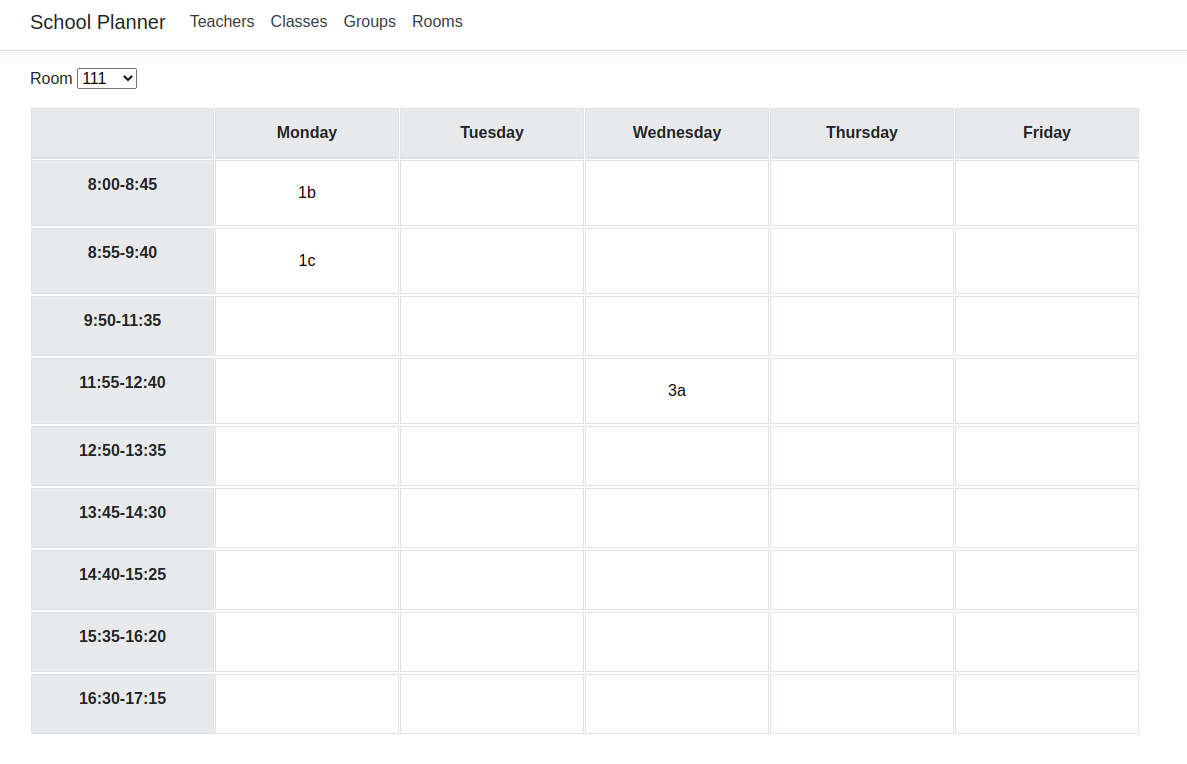 School Planner Teachers Classes Groups Rooms
Room 111
Monday Tuesday Wednesday Thursday Friday
8:00-8:45 1b
8:55-9:40 1c
9:50-11:35
11:55-12:40 3a
12:50-13:35
13:45-14:30
14:40-15:25
15:35-16:20
16:30-17:15